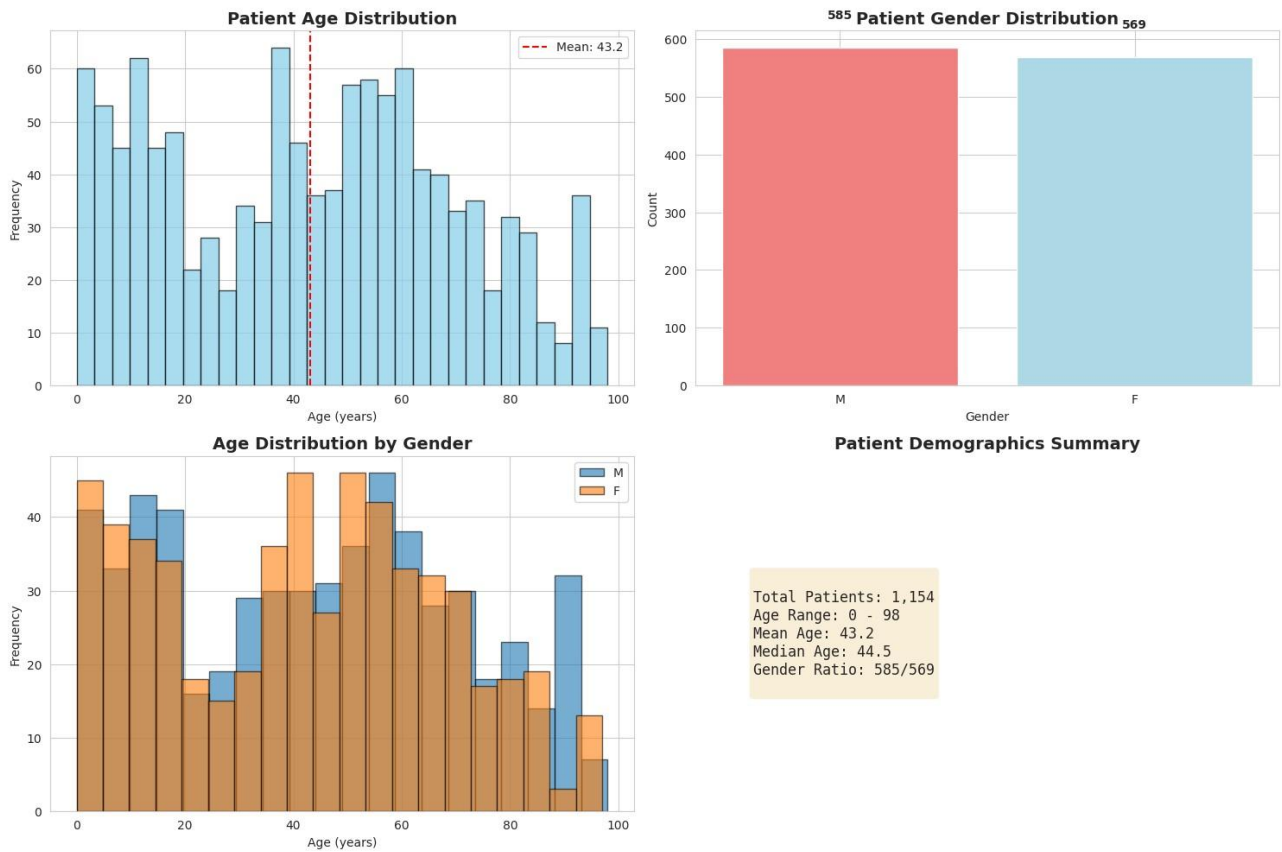 Patient Age Distribution
Mean: 43.2
Frequency
60
50
40
30
20
10
0
0 20 40 60 80 100
Age (years)
585 Patient Gender Distribution 569
Count
600
500
400
300
200
100
0
M F
Gender
Age Distribution by Gender
M
F
Frequency
40
30
20
10
0
0 20 40 60 80 100
Age (years)
Patient Demographics Summary
Total Patients: 1,154
Age Range: 0 - 98
Mean Age: 43.2
Median Age: 44.5
Gender Ratio: 585/569